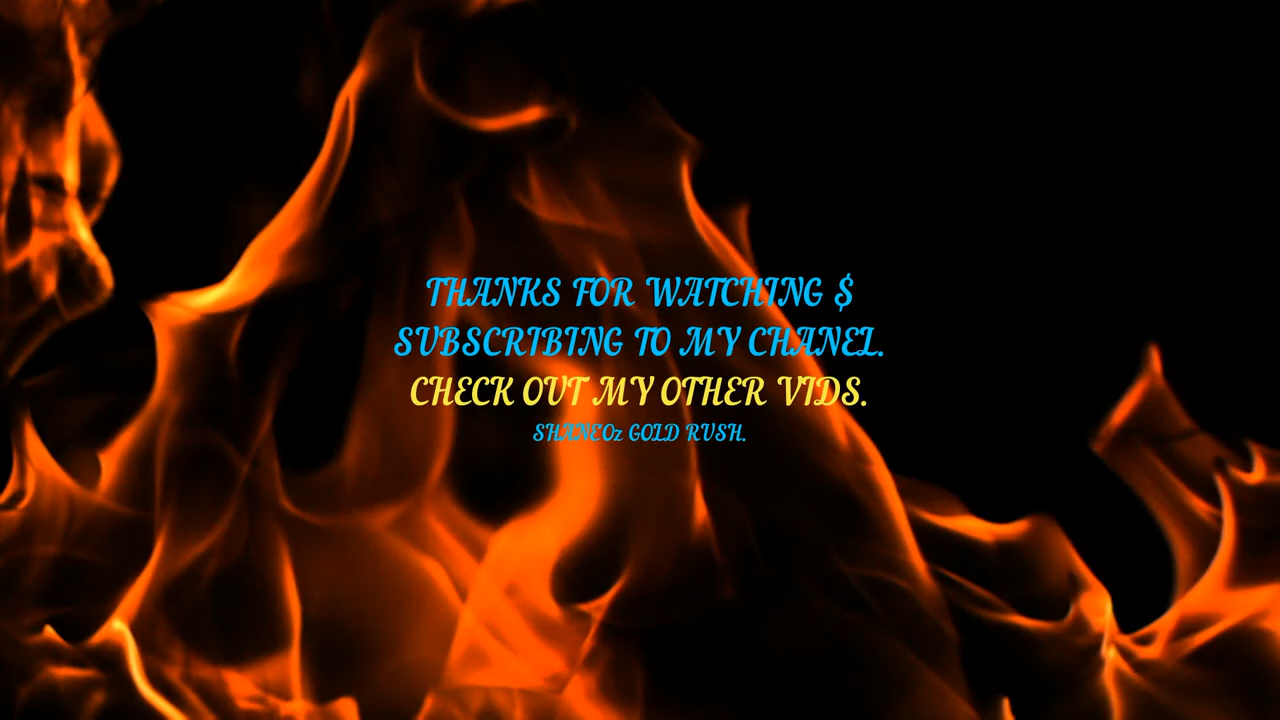 THANKS FOR WATCHING $
SUBSCRIBING TO MY CHANEL.
CHECK OUT MY OTHER VIDS.
SHANEOz GOLD RUSH.